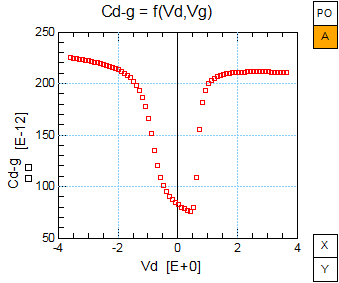 Cd-g = f(Vd,Vg)
PO
A
250
200
150
100
50
Cd-g [E-12]
-4
-2
0
2
4
Vd [E+0]
X
Y